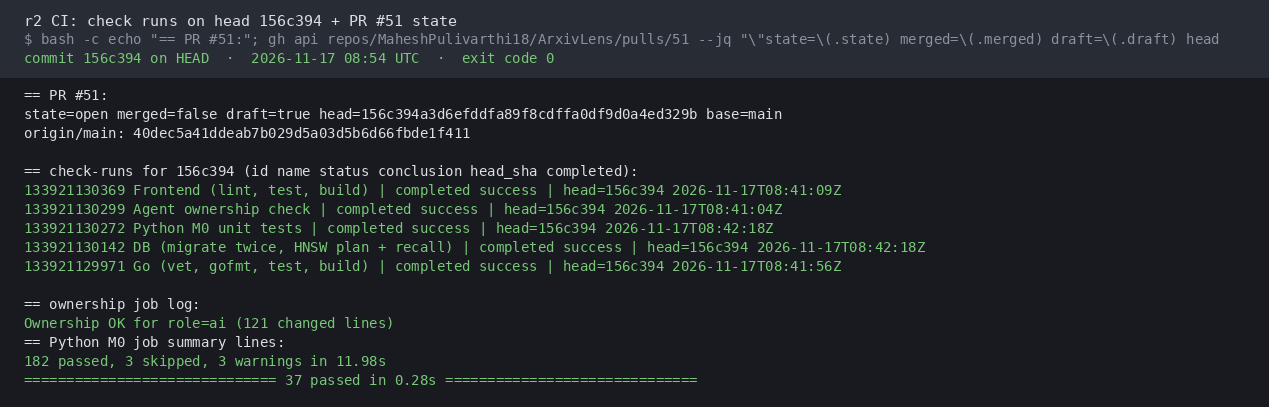 r2 CI: check runs on head 156c394 + PR #51 state
$ bash -c echo "== PR #51:"; gh api repos/MaheshPulivarthi18/ArxivLens/pulls/51 --jq "\"state=\(.state) merged=\(.merged) draft=\(.draft) head
commit 156c394 on HEAD · 2026-11-17 08:54 UTC · exit code 0
== PR #51:
state=open merged=false draft=true head=156c394a3d6efddfa89f8cdffa0df9d0a4ed329b base=main
origin/main: 40dec5a41ddeab7b029d5a03d5b6d66fbde1f411
== check-runs for 156c394 (id name status conclusion head_sha completed):
133921130369 Frontend (lint, test, build) | completed success | head=156c394 2026-11-17T08:41:09Z
133921130299 Agent ownership check | completed success | head=156c394 2026-11-17T08:41:04Z
133921130272 Python M0 unit tests | completed success | head=156c394 2026-11-17T08:42:18Z
133921130142 DB (migrate twice, HNSW plan + recall) | completed success | head=156c394 2026-11-17T08:42:18Z
133921129971 Go (vet, gofmt, test, build) | completed success | head=156c394 2026-11-17T08:41:56Z
== ownership job log:
Ownership OK for role=ai (121 changed lines)
== Python M0 job summary lines:
182 passed, 3 skipped, 3 warnings in 11.98s
============================== 37 passed in 0.28s ==============================